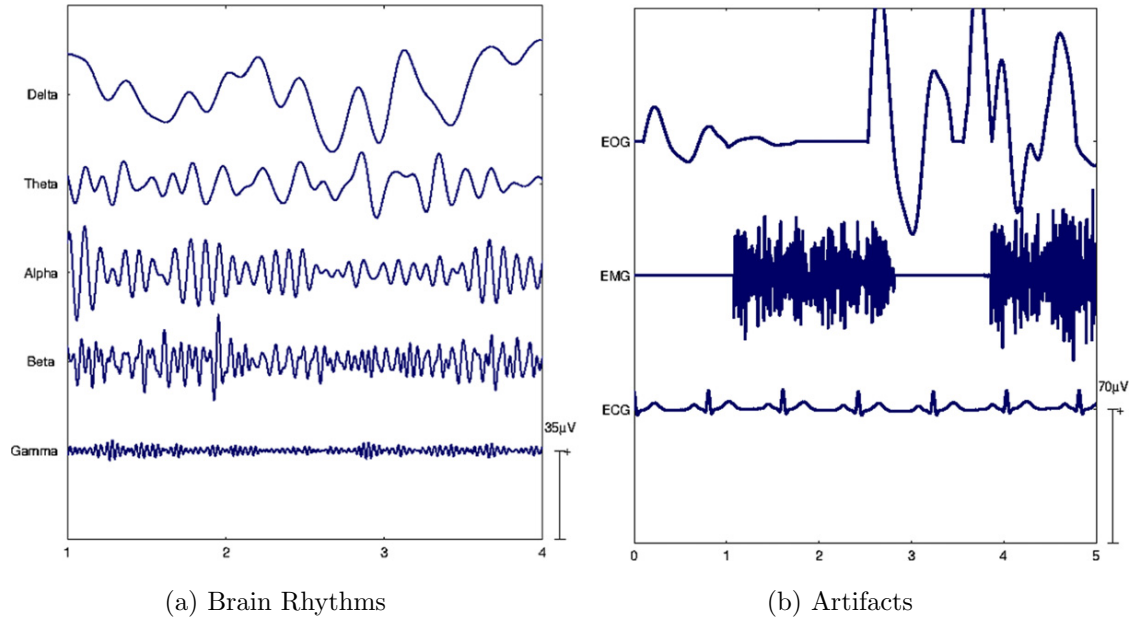 Delta
Theta
Alpha
Beta
Gamma
35μV
+
1 2 3 4
(a) Brain Rhythms
EOG
EMG
ECG
70μV
+
0 1 2 3 4 5
(b) Artifacts